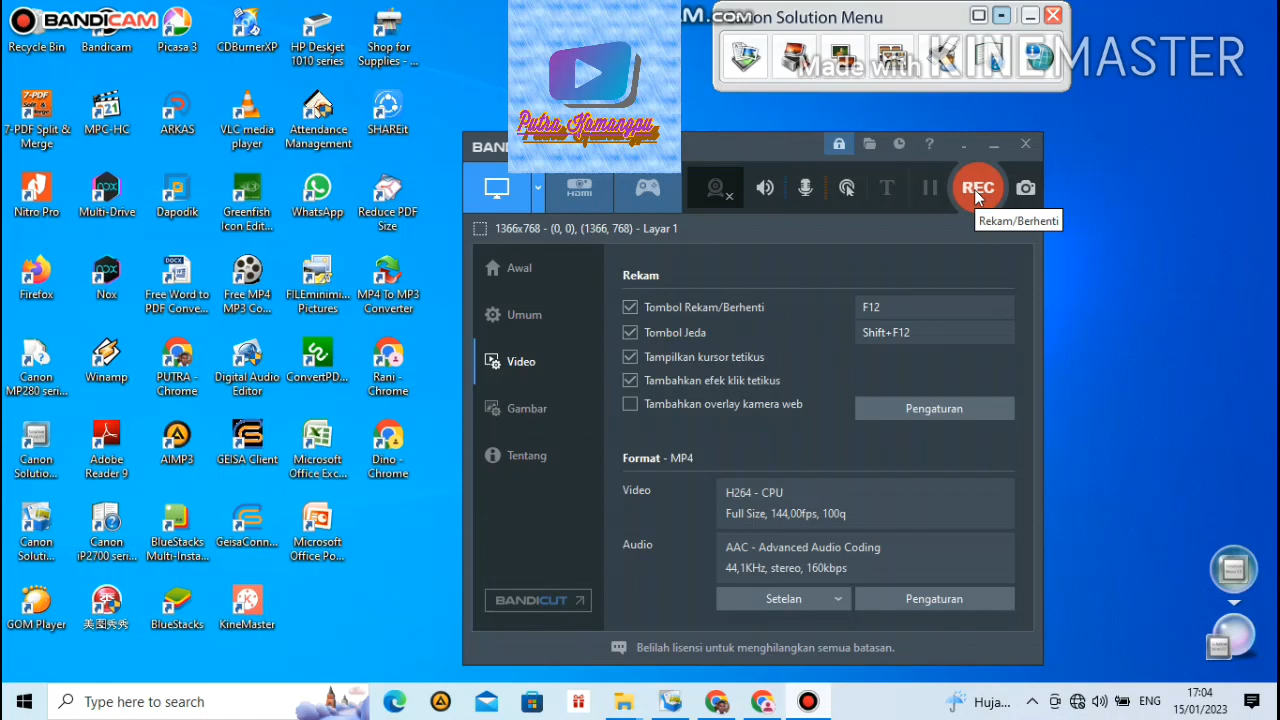 BANDICAM
M.COM
on Solution Menu
Made with KINEMASTER
Recycle Bin
Bandicam
Picasa 3
CDBurnerXP
HP Deskjet
1010 series
Shop for
Supplies - ...
Putra Hamangpu
7-PDF Split &
Merge
MPC-HC
ARKAS
VLC media
player
Attendance
Management
SHAREit
Nitro Pro
Multi-Drive
Dapodik
Greenfish
Icon Edit...
WhatsApp
Reduce PDF
Size
Firefox
Nox
Free Word to
PDF Conve...
Free MP4
MP3 Co...
FILEminimi...
Pictures
MP4 To MP3
Converter
Canon
MP280 seri...
Winamp
PUTRA -
Chrome
Digital Audio
Editor
ConvertPD...
Rani -
Chrome
Canon
Solutio...
Adobe
Reader 9
AIMP3
GEISA Client
Microsoft
Office Exc...
Dino -
Chrome
Canon
Soluti...
Canon
iP2700 seri...
BlueStacks
Multi-Insta...
GeisaConn...
Microsoft
Office Po...
GOM Player
美图秀秀
BlueStacks
KineMaster
BAND
HDMI
T
REC
Rekam/Berhenti
1366x768 - (0, 0), (1366, 768) - Layar 1
Awal
Umum
Video
Gambar
Tentang
BANDICUT
Rekam
Tombol Rekam/Berhenti F12
Tombol Jeda Shift+F12
Tampilkan kursor tetikus
Tambahkan efek klik tetikus
Tambahkan overlay kamera web Pengaturan
Format - MP4
Video H264 - CPU
Full Size, 144,00fps, 100q
Audio AAC - Advanced Audio Coding
44,1KHz, stereo, 160kbps
Setelan Pengaturan
Belilah lisensi untuk menghilangkan semua batasan.
Type here to search
Huja...
ENG
17:04
15/01/2023